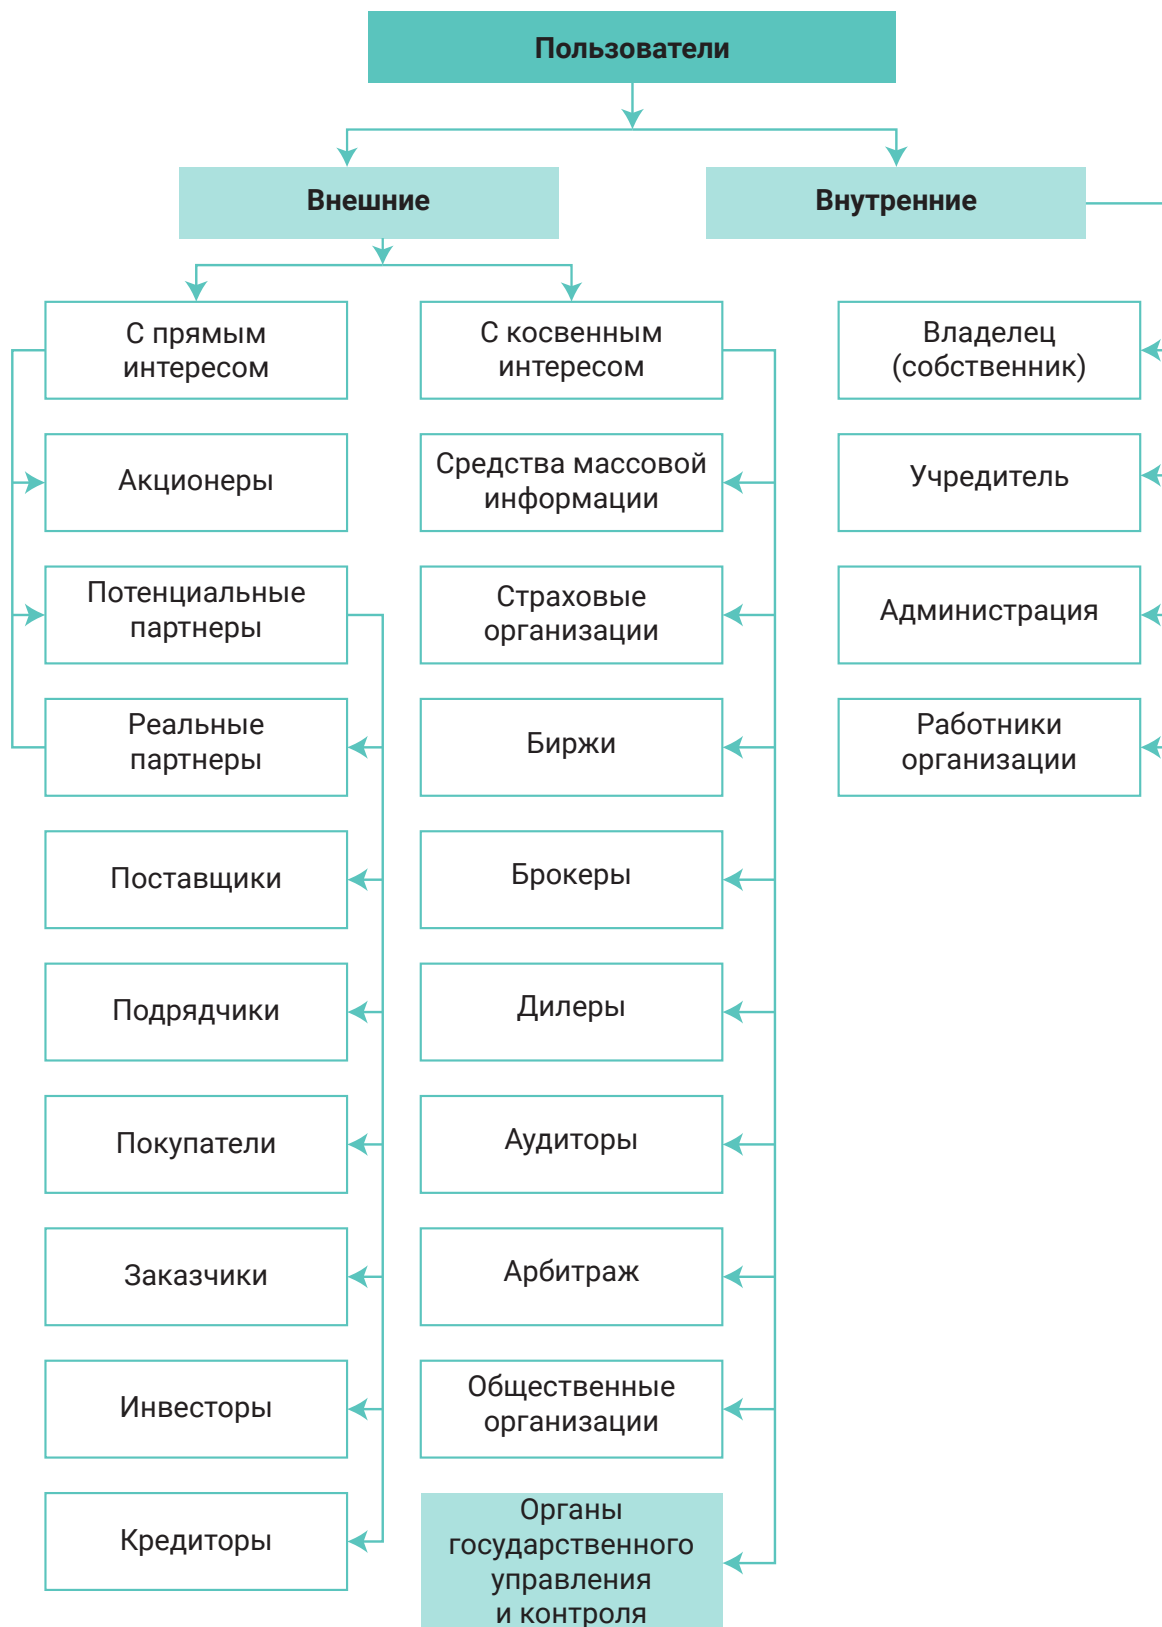 Пользователи
Внешние
Внутренние
С прямым
интересом
С косвенным
интересом
Владелец
(собственник)
Акционеры
Средства массовой
информации
Учредитель
Потенциальные
партнеры
Страховые
организации
Администрация
Реальные
партнеры
Биржи
Работники
организации
Поставщики
Брокеры
Подрядчики
Дилеры
Покупатели
Аудиторы
Заказчики
Арбитраж
Инвесторы
Общественные
организации
Кредиторы
Органы
государственного
управления
и контроля